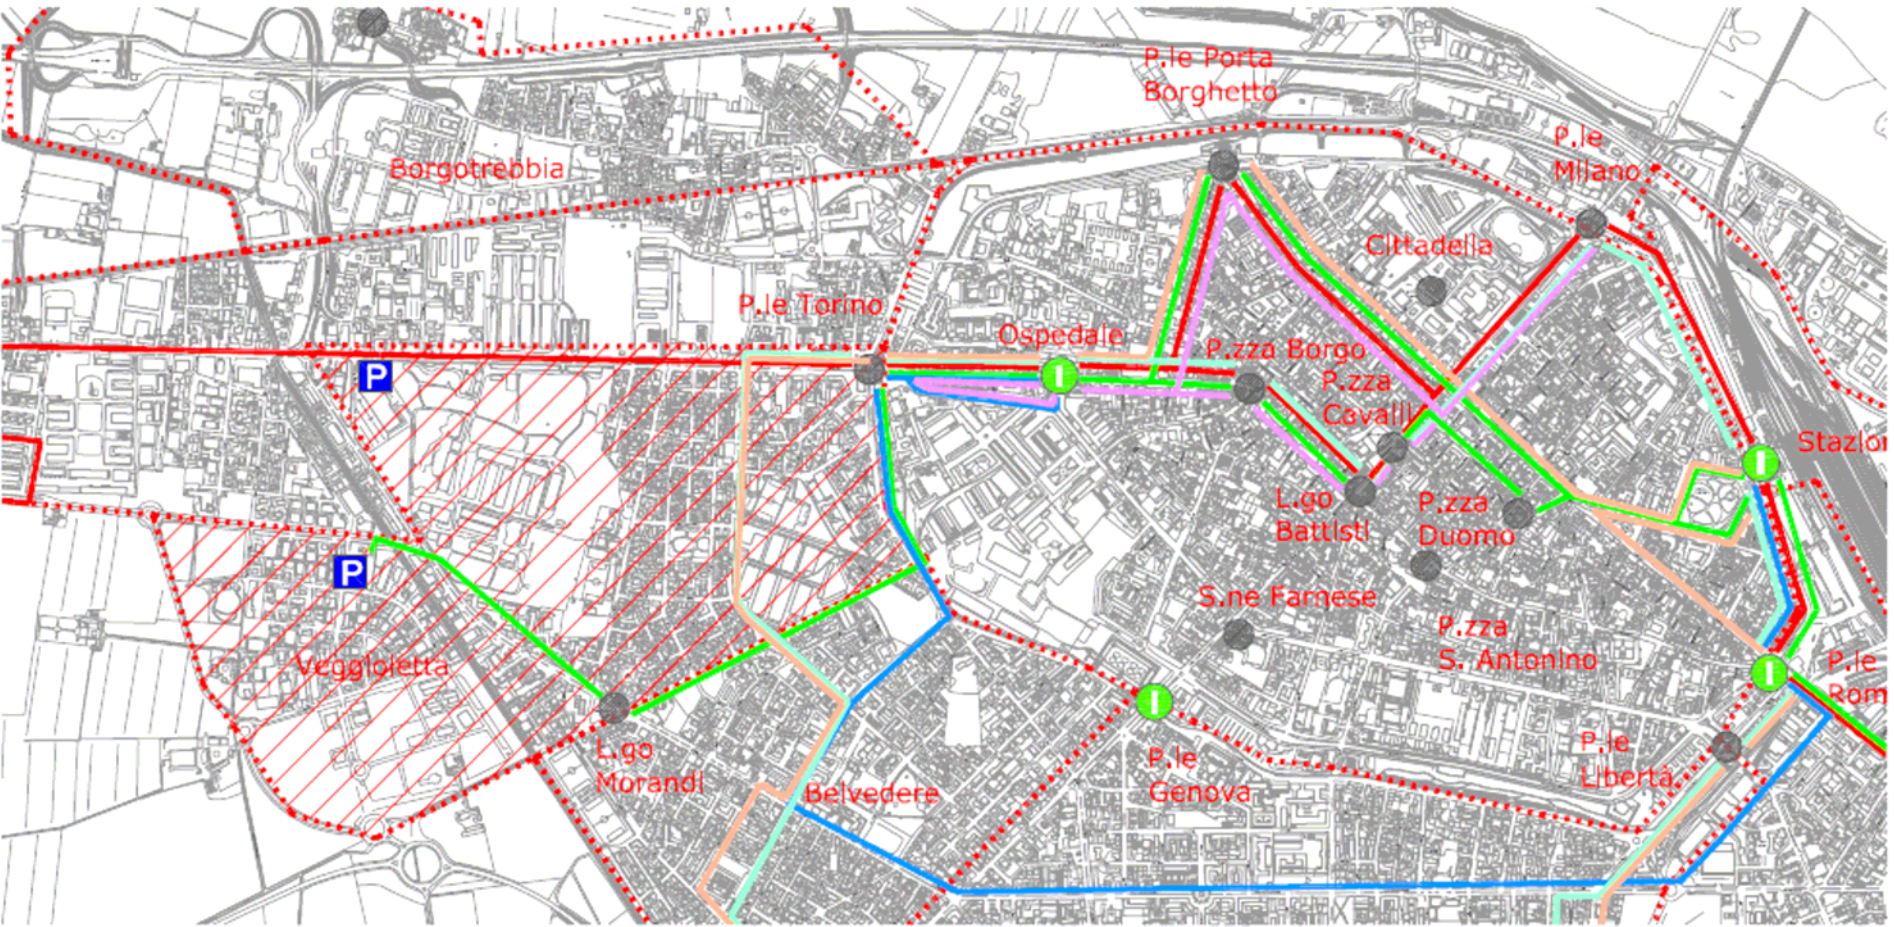 P.le Porta
Borghetto
P.le
Milano
Borgotrebbia
Cittadella
P.le Torino
Ospedale
P.zza Borgo
P
P.zza
Cavalli
Stazio
L.go
Battisti
P.zza
Duomo
P
S.ne Farnese
P.zza
S. Antonino
Veggioletta
P.le
Rom
L.go
Morandi
P.le
Genova
P.le
Libertà
Belvedere